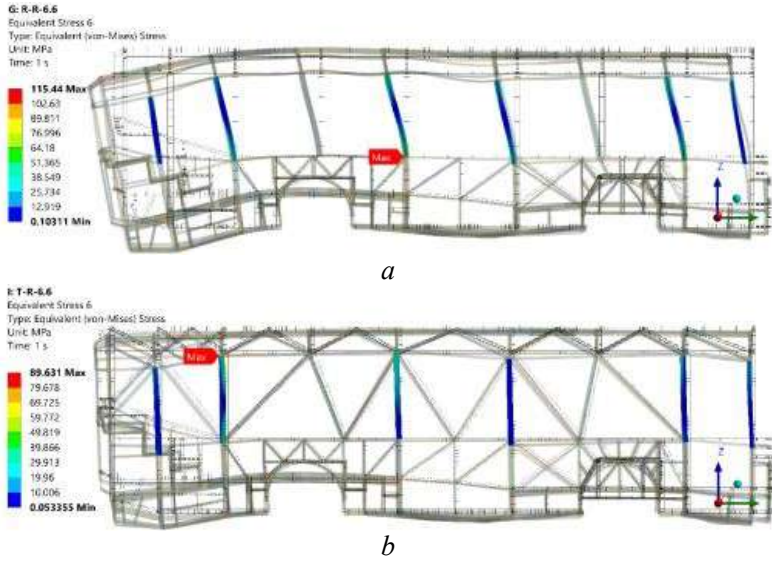 G: R-R-6.6
Equivalent Stress 6
Type: Equivalent (von-Mises) Stress
Unit: MPa
Time: 1 s
115.44 Max
102.63
89.811
76.996
64.18
51.365
38.549
25.734
12.919
0.10311 Min
Max
Z
a
I: T-R-6.6
Equivalent Stress 6
Type: Equivalent (von-Mises) Stress
Unit: MPa
Time: 1 s
Max
89.631 Max
79.678
69.725
59.772
49.819
39.866
29.913
19.96
10.006
0.053355 Min
Z
b